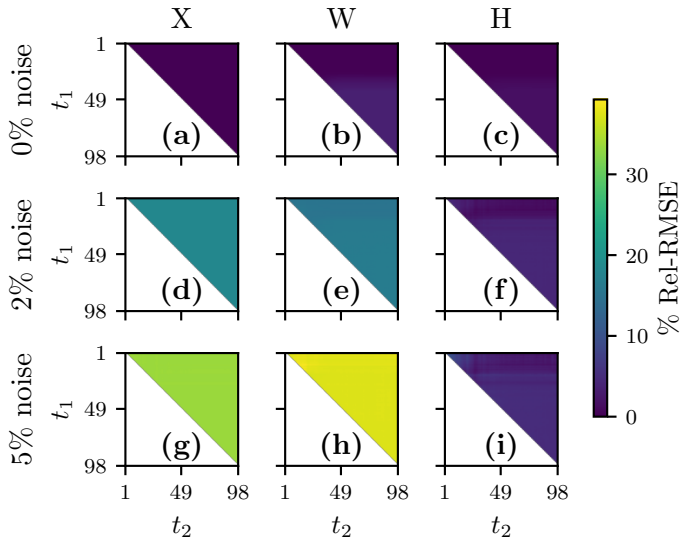 X W H
0% noise
t₁
1
49
98
(a) (b) (c)
2% noise
t₁
1
49
98
(d) (e) (f)
5% noise
t₁
1
49
98
(g) (h) (i)
1 49 98 1 49 98 1 49 98
t₂ t₂ t₂
30
20
10
0
% Rel-RMSE